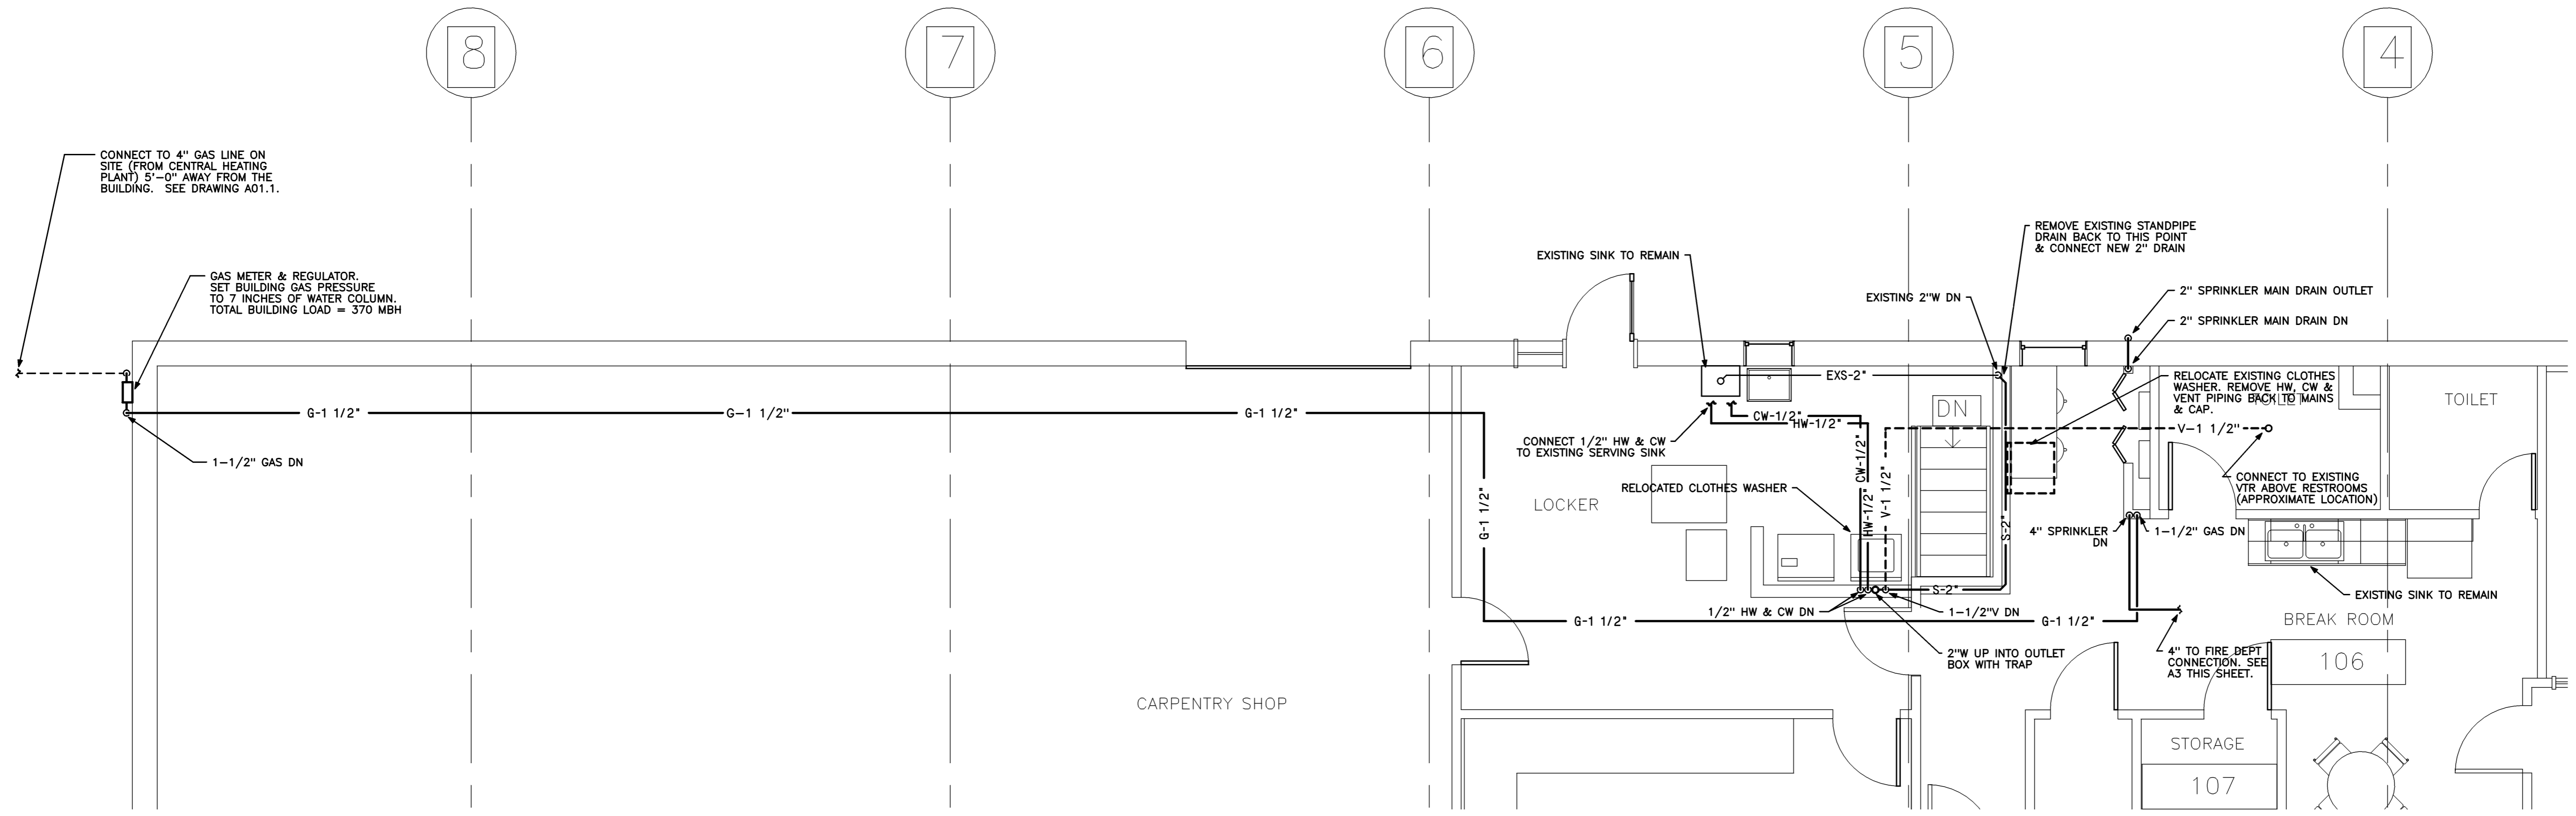 8
7
6
5
4
CONNECT TO 4" GAS LINE ON
SITE (FROM CENTRAL HEATING
PLANT) 5'-0" AWAY FROM THE
BUILDING. SEE DRAWING A01.1.
GAS METER & REGULATOR.
SET BUILDING GAS PRESSURE
TO 7 INCHES OF WATER COLUMN.
TOTAL BUILDING LOAD = 370 MBH
G-1 1/2"
G-1 1/2"
G-1 1/2"
1-1/2" GAS DN
CARPENTRY SHOP
G-1 1/2"
EXISTING SINK TO REMAIN
EXS-2"
CW-1/2"
HW-1/2"
CONNECT 1/2" HW & CW
TO EXISTING SERVING SINK
LOCKER
RELOCATED CLOTHES WASHER
CW-1/2"
HW-1/2"
V-1 1/2"
1/2" HW & CW DN
G-1 1/2"
EXISTING 2"W DN
REMOVE EXISTING STANDPIPE
DRAIN BACK TO THIS POINT
& CONNECT NEW 2" DRAIN
DN
S-2"
S-2"
1-1/2"V DN
2"W UP INTO OUTLET
BOX WITH TRAP
G-1 1/2"
2" SPRINKLER MAIN DRAIN OUTLET
2" SPRINKLER MAIN DRAIN DN
RELOCATE EXISTING CLOTHES
WASHER. REMOVE HW, CW &
VENT PIPING BACK TO MAINS
& CAP.
TOILET
TOILET
V-1 1/2"
CONNECT TO EXISTING
VTR ABOVE RESTROOMS
(APPROXIMATE LOCATION)
4" SPRINKLER
DN
1-1/2" GAS DN
EXISTING SINK TO REMAIN
BREAK ROOM
106
4" TO FIRE DEPT
CONNECTION. SEE
A3 THIS SHEET.
STORAGE
107